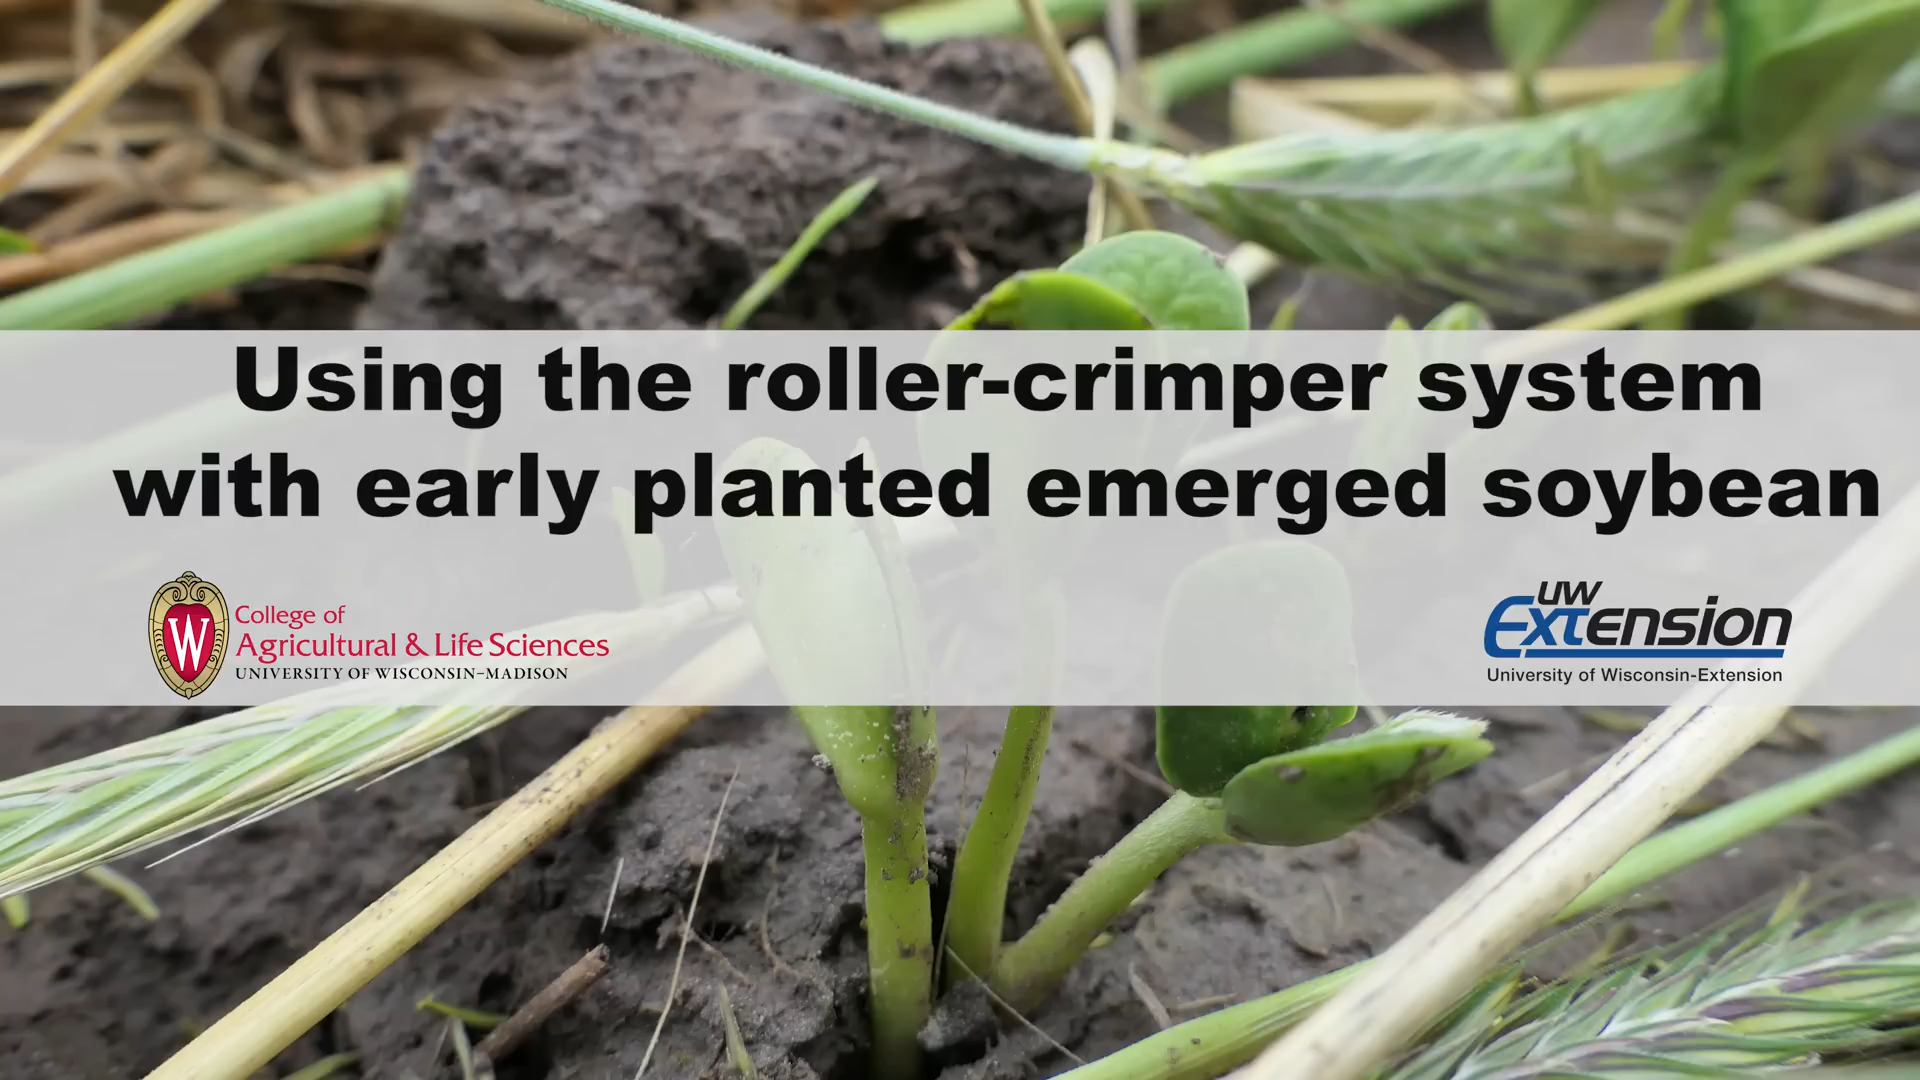 Using the roller-crimper system
with early planted emerged soybean
W
College of
Agricultural & Life Sciences
UNIVERSITY OF WISCONSIN–MADISON
UW
Extension
University of Wisconsin-Extension